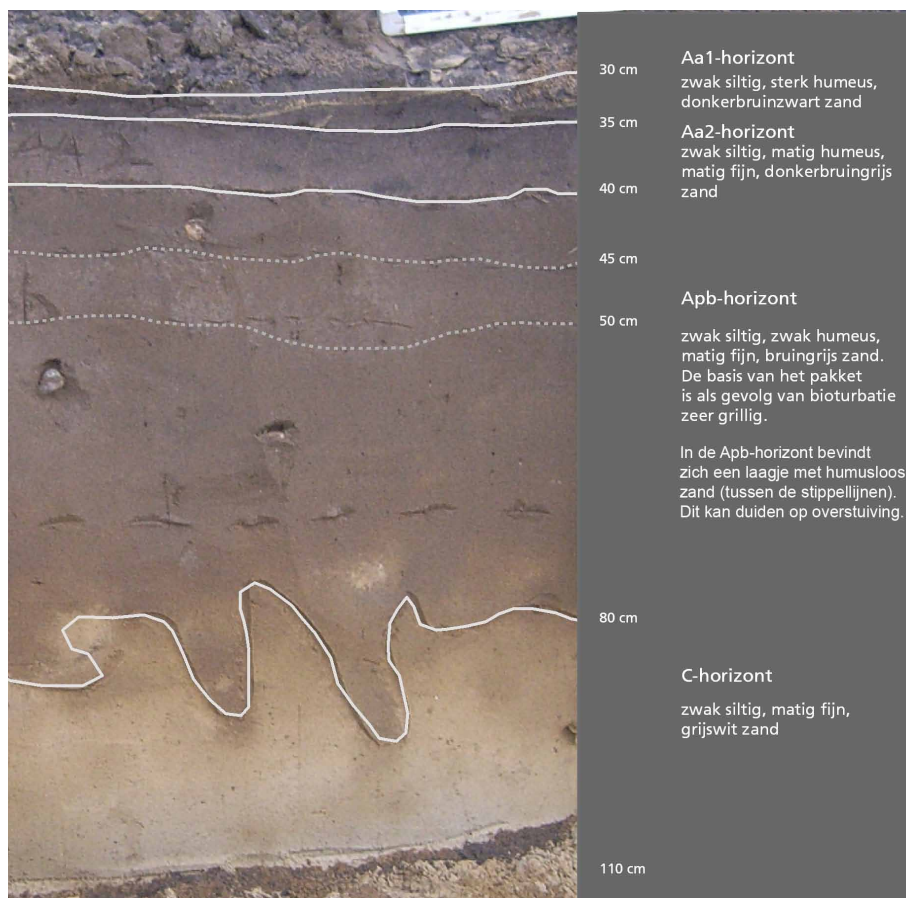 30 cm
Aa1-horizont
zwak siltig, sterk humeus,
donkerbruinzwart zand
35 cm
Aa2-horizont
zwak siltig, matig humeus,
matig fijn, donkerbruingrijs
zand
40 cm
45 cm
Apb-horizont
50 cm
zwak siltig, zwak humeus,
matig fijn, bruingrijs zand.
De basis van het pakket
is als gevolg van bioturbatie
zeer grillig.
In de Apb-horizont bevindt
zich een laagje met humusloos
zand (tussen de stippellijnen).
Dit kan duiden op overstuiving.
80 cm
C-horizont
zwak siltig, matig fijn,
grijswit zand
110 cm